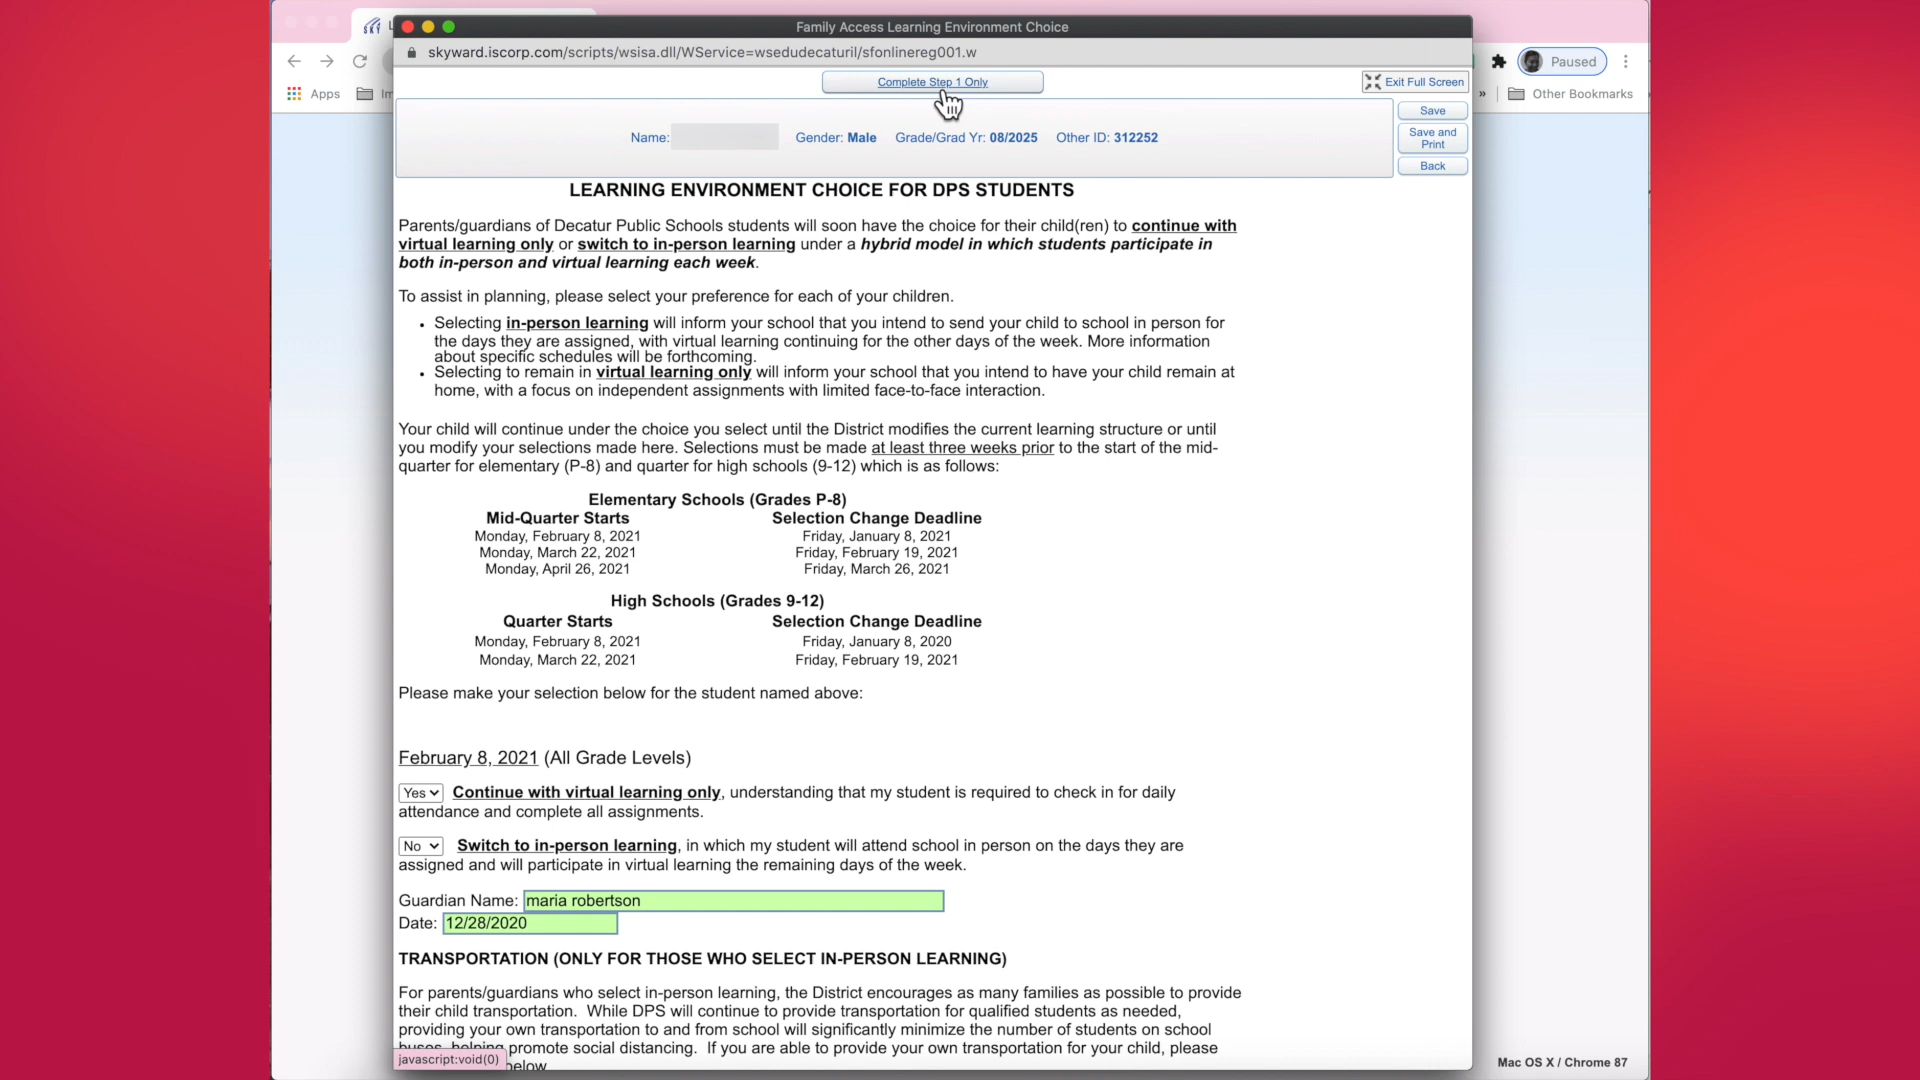 Family Access Learning Environment Choice
skyward.iscorp.com/scripts/wsisa.dll/WService=wsedudecaturil/sfonlinereg001.w
Paused
Complete Step 1 Only
Exit Full Screen
Apps
»
Other Bookmarks
Name:
Gender: Male
Grade/Grad Yr: 08/2025
Other ID: 312252
Save
Save and
Print
Back
LEARNING ENVIRONMENT CHOICE FOR DPS STUDENTS
Parents/guardians of Decatur Public Schools students will soon have the choice for their child(ren) to continue with
virtual learning only or switch to in-person learning under a hybrid model in which students participate in
both in-person and virtual learning each week.
To assist in planning, please select your preference for each of your children.
• Selecting in-person learning will inform your school that you intend to send your child to school in person for
the days they are assigned, with virtual learning continuing for the other days of the week. More information
about specific schedules will be forthcoming.
• Selecting to remain in virtual learning only will inform your school that you intend to have your child remain at
home, with a focus on independent assignments with limited face-to-face interaction.
Your child will continue under the choice you select until the District modifies the current learning structure or until
you modify your selections made here. Selections must be made at least three weeks prior to the start of the mid-
quarter for elementary (P-8) and quarter for high schools (9-12) which is as follows:
Elementary Schools (Grades P-8)
Mid-Quarter Starts Selection Change Deadline
Monday, February 8, 2021 Friday, January 8, 2021
Monday, March 22, 2021 Friday, February 19, 2021
Monday, April 26, 2021 Friday, March 26, 2021
High Schools (Grades 9-12)
Quarter Starts Selection Change Deadline
Monday, February 8, 2021 Friday, January 8, 2020
Monday, March 22, 2021 Friday, February 19, 2021
Please make your selection below for the student named above:
February 8, 2021 (All Grade Levels)
Yes Continue with virtual learning only, understanding that my student is required to check in for daily
attendance and complete all assignments.
No Switch to in-person learning, in which my student will attend school in person on the days they are
assigned and will participate in virtual learning the remaining days of the week.
Guardian Name: maria robertson
Date: 12/28/2020
TRANSPORTATION (ONLY FOR THOSE WHO SELECT IN-PERSON LEARNING)
For parents/guardians who select in-person learning, the District encourages as many families as possible to provide
their child transportation. While DPS will continue to provide transportation for qualified students as needed,
providing your own transportation to and from school will significantly minimize the number of students on school
buses, helping promote social distancing. If you are able to provide your own transportation for your child, please
below
javascript:void(0)
Mac OS X / Chrome 87